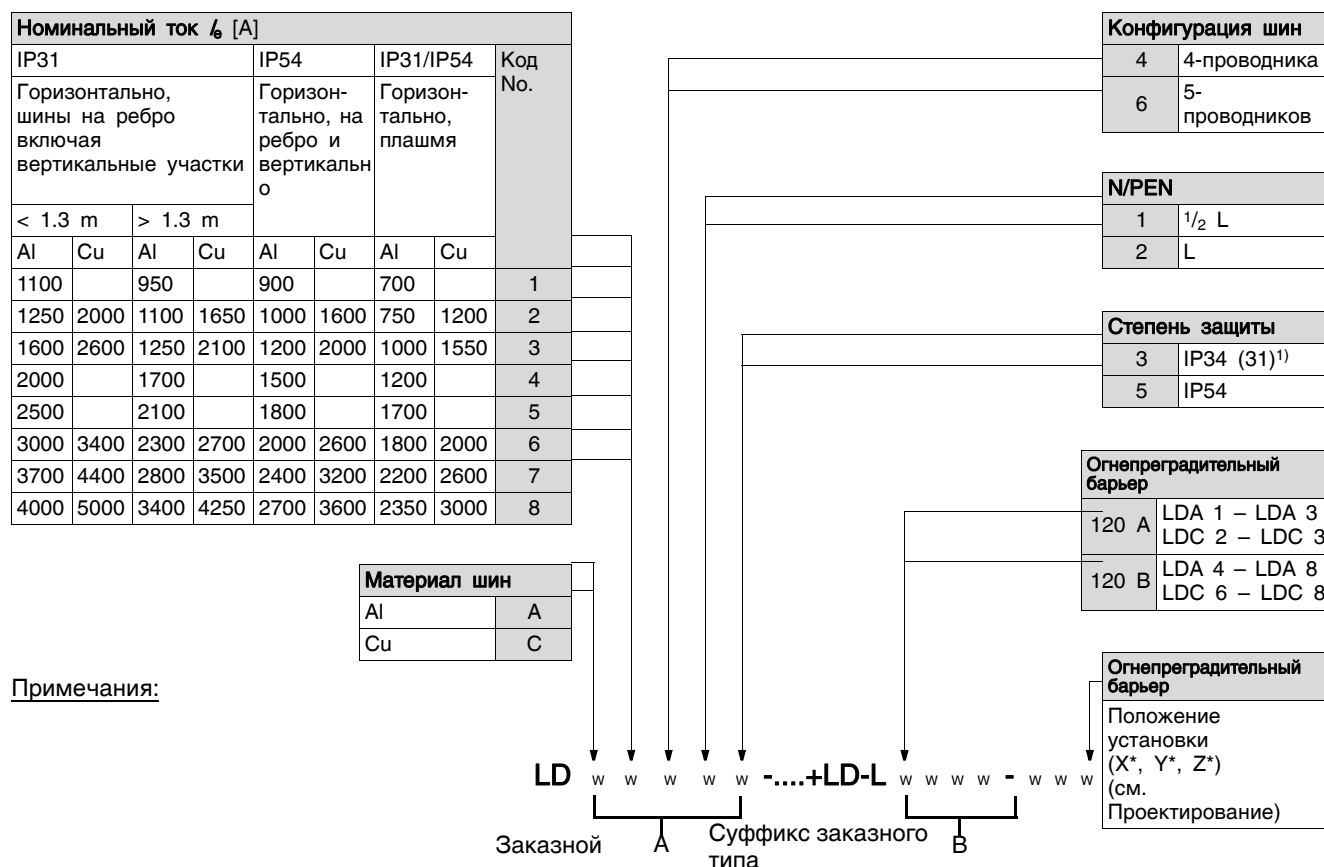 Номинальный ток Ie [A]
IP31 IP54 IP31/IP54 Код No.
Горизонтально,
шины на ребро
включая
вертикальные участки
Горизон-
тально, на
ребро и
вертикальн
о
Горизон-
тально,
плашмя
< 1.3 m > 1.3 m
Al Cu Al Cu Al Cu Al Cu
1100 950 900 700 1
1250 2000 1100 1650 1000 1600 750 1200 2
1600 2600 1250 2100 1200 2000 1000 1550 3
2000 1700 1500 1200 4
2500 2100 1800 1700 5
3000 3400 2300 2700 2000 2600 1800 2000 6
3700 4400 2800 3500 2400 3200 2200 2600 7
4000 5000 3400 4250 2700 3600 2350 3000 8
Конфигурация шин
4 4-проводника
6 5-
проводников
N/PEN
1 1/2 L
2 L
Степень защиты
3 IP34 (31)1)
5 IP54
Огнепреградительный
барьер
120 A LDA 1 – LDA 3
LDC 2 – LDC 3
120 B LDA 4 – LDA 8
LDC 6 – LDC 8
Материал шин
Al A
Cu C
Примечания:
Огнепреградительный
барьер
Положение
установки
(X*, Y*, Z*)
(см.
Проектирование)
LD w w w w w -....+LD-L w w w w - w w w
Заказной A Суффикс заказного
типа
B